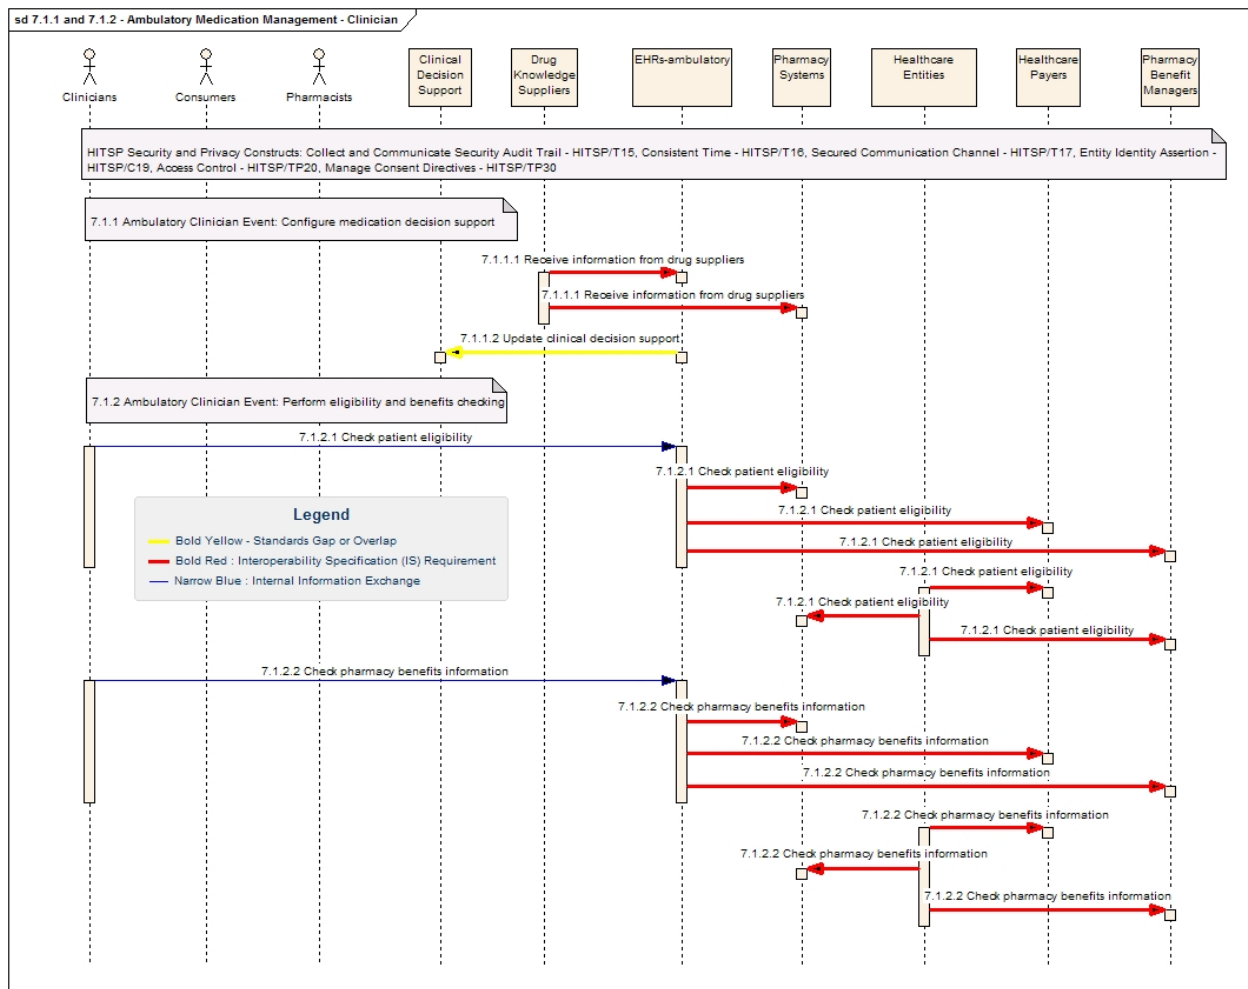 sd 7.1.1 and 7.1.2 - Ambulatory Medication Management - Clinician
Clinicians
Consumers
Pharmacists
Clinical
Decision
Support
Drug
Knowledge
Suppliers
EHRs-ambulatory
Pharmacy
Systems
Healthcare
Entities
Healthcare
Payers
Pharmacy
Benefit
Managers
HITSP Security and Privacy Constructs: Collect and Communicate Security Audit Trail - HITSP/T15, Consistent Time - HITSP/T16, Secured Communication Channel - HITSP/T17, Entity Identity Assertion -
HITSP/C19, Access Control - HITSP/TP20, Manage Consent Directives - HITSP/TP30
7.1.1 Ambulatory Clinician Event: Configure medication decision support
7.1.1.1 Receive information from drug suppliers
7.1.1.1 Receive information from drug suppliers
7.1.1.2 Update clinical decision support
7.1.2 Ambulatory Clinician Event: Perform eligibility and benefits checking
7.1.2.1 Check patient eligibility
7.1.2.1 Check patient eligibility
7.1.2.1 Check patient eligibility
7.1.2.1 Check patient eligibility
Legend
Bold Yellow - Standards Gap or Overlap
Bold Red : Interoperability Specification (IS) Requirement
Narrow Blue : Internal Information Exchange
7.1.2.1 Check patient eligibility
7.1.2.1 Check patient eligibility
7.1.2.1 Check patient eligibility
7.1.2.2 Check pharmacy benefits information
7.1.2.2 Check pharmacy benefits information
7.1.2.2 Check pharmacy benefits information
7.1.2.2 Check pharmacy benefits information
7.1.2.2 Check pharmacy benefits information
7.1.2.2 Check pharmacy benefits information
7.1.2.2 Check pharmacy benefits information